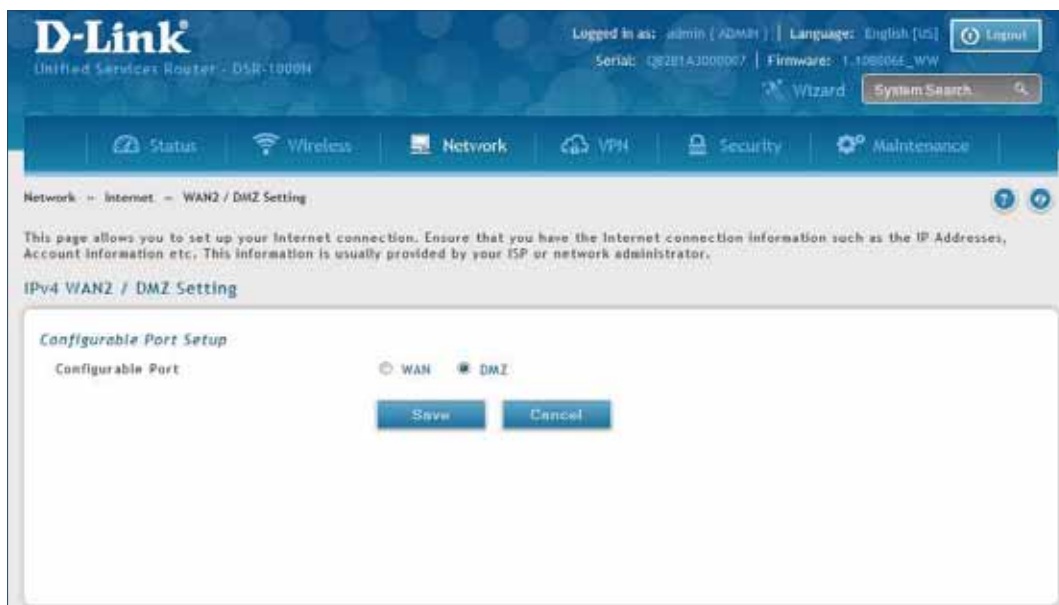 D-Link
Unified Services Router - DSR-1000N
Logged in as: admin ( ADMIN ) | Language: English [US]
Logout
Serial: | Firmware:
Wizard
System Search
Status
Wireless
Network
VPN
Security
Maintenance
Network » Internet » WAN2 / DMZ Setting
This page allows you to set up your Internet connection. Ensure that you have the Internet connection information such as the IP Addresses,
Account Information etc. This information is usually provided by your ISP or network administrator.
IPv4 WAN2 / DMZ Setting
Configurable Port Setup
Configurable Port
WAN
DMZ
Save
Cancel